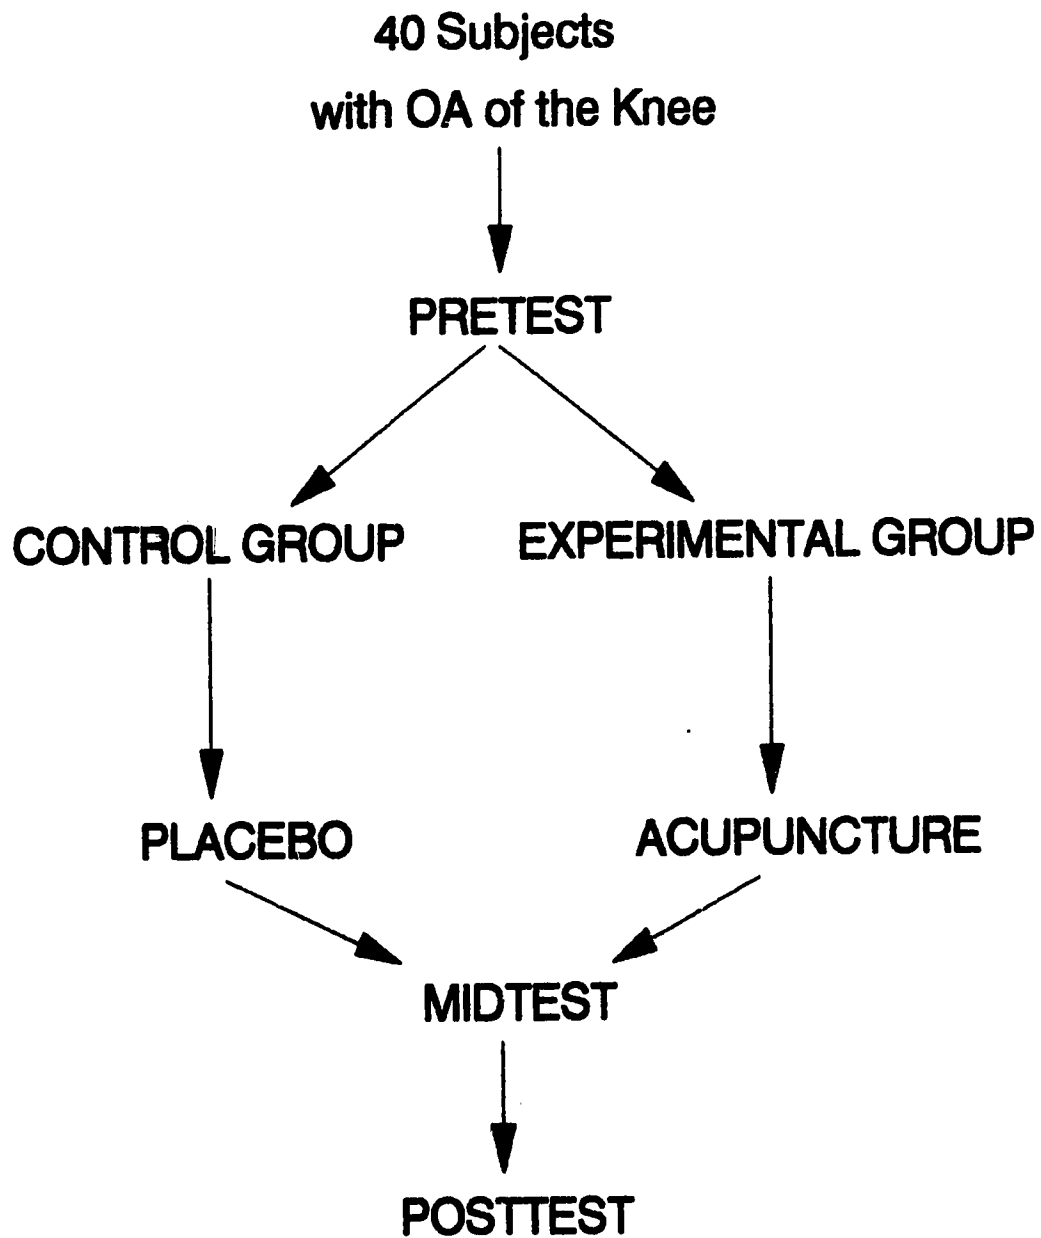 40 Subjects
with OA of the Knee
PRETEST
CONTROL GROUP
EXPERIMENTAL GROUP
PLACEBO
ACUPUNCTURE
MIDTEST
POSTTEST